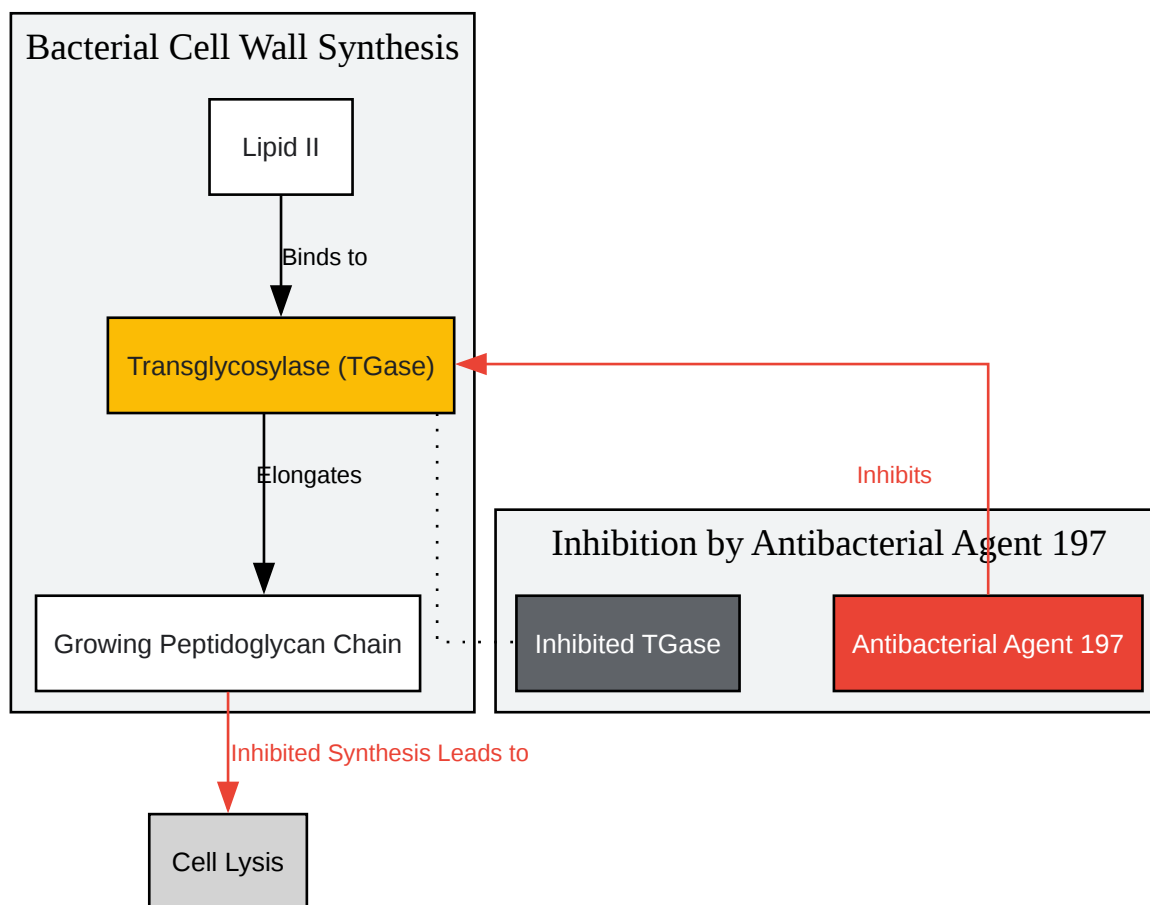 Bacterial Cell Wall Synthesis
Lipid II
Binds to
Transglycosylase (TGase)
Elongates
Inhibits
Inhibition by Antibacterial Agent 197
Growing Peptidoglycan Chain
Inhibited TGase
Antibacterial Agent 197
Inhibited Synthesis Leads to
Cell Lysis